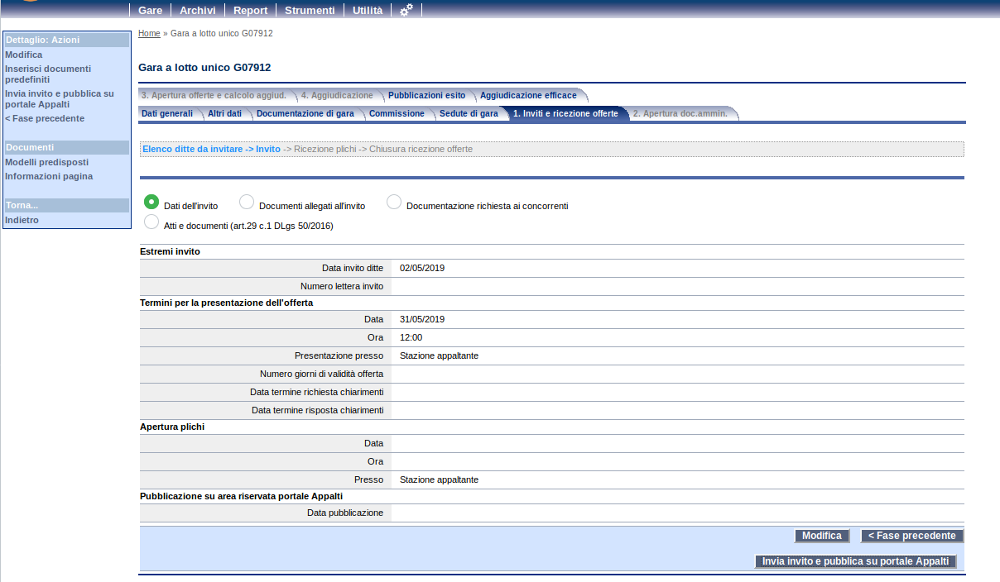 Gare Archivi Report Strumenti Utilità
Home » Gara a lotto unico G07912
Dettaglio: Azioni
Modifica
Inserisci documenti
predefiniti
Invia invito e pubblica su
portale Appalti
< Fase precedente
Documenti
Modelli predisposti
Informazioni pagina
Torna...
Indietro
Gara a lotto unico G07912
3. Apertura offerte e calcolo aggiud. 4. Aggiudicazione Pubblicazioni esito Aggiudicazione efficace
Dati generali Altri dati Documentazione di gara Commissione Sedute di gara 1. Inviti e ricezione offerte 2. Apertura doc.ammin.
Elenco ditte da invitare -> Invito -> Ricezione plichi -> Chiusura ricezione offerte
Dati dell'invito Documenti allegati all'invito Documentazione richiesta ai concorrenti
Atti e documenti (art.29 c.1 DLgs 50/2016)
Estremi invito
Data invito ditte 02/05/2019
Numero lettera invito
Termini per la presentazione dell'offerta
Data 31/05/2019
Ora 12:00
Presentazione presso Stazione appaltante
Numero giorni di validità offerta
Data termine richiesta chiarimenti
Data termine risposta chiarimenti
Apertura plichi
Data
Ora
Presso Stazione appaltante
Pubblicazione su area riservata portale Appalti
Data pubblicazione
Modifica < Fase precedente
Invia invito e pubblica su portale Appalti